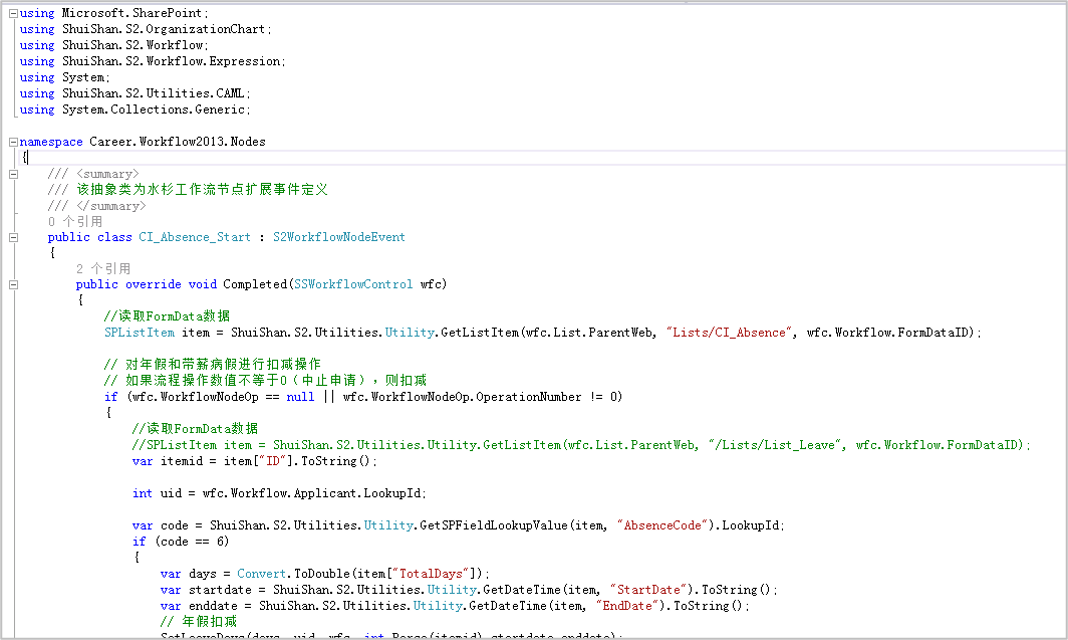 using Microsoft.SharePoint;
using ShuiShan.S2.OrganizationChart;
using ShuiShan.S2.Workflow;
using ShuiShan.S2.Workflow.Expression;
using System;
using ShuiShan.S2.Utilities.CAML;
using System.Collections.Generic;
namespace Career.Workflow2013.Nodes
{
/// <summary>
/// 该抽象类为水杉工作流节点扩展事件定义
/// </summary>
0 个引用
public class CI_Absence_Start : S2WorkflowNodeEvent
{
2 个引用
public override void Completed(SSWorkflowControl wfc)
{
//读取FormData数据
SPListItem item = ShuiShan.S2.Utilities.Utility.GetListItem(wfc.List.ParentWeb, "Lists/CI_Absence", wfc.Workflow.FormDataID);
// 对年假和带薪病假进行扣减操作
// 如果流程操作数值不等于0（中止申请），则扣减
if (wfc.WorkflowNodeOp == null || wfc.WorkflowNodeOp.OperationNumber != 0)
{
//读取FormData数据
//SPListItem item = ShuiShan.S2.Utilities.Utility.GetListItem(wfc.List.ParentWeb, "/Lists/List_Leave", wfc.Workflow.FormDataID);
var itemid = item["ID"].ToString();
int uid = wfc.Workflow.Applicant.LookupId;
var code = ShuiShan.S2.Utilities.Utility.GetSPFieldLookupValue(item, "AbsenceCode").LookupId;
if (code == 6)
{
var days = Convert.ToDouble(item["TotalDays"]);
var startdate = ShuiShan.S2.Utilities.Utility.GetDateTime(item, "StartDate").ToString();
var enddate = ShuiShan.S2.Utilities.Utility.GetDateTime(item, "EndDate").ToString();
// 年假扣减